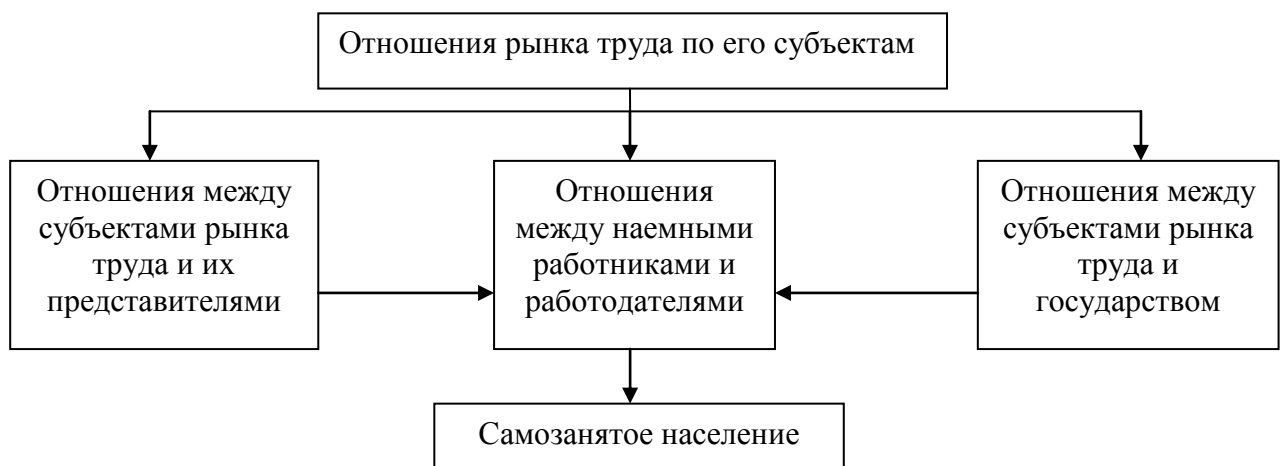 Отношения рынка труда по его субъектам
Отношения между
субъектами рынка
труда и их
представителями
Отношения
между наемными
работниками и
работодателями
Отношения между
субъектами рынка
труда и
государством
Самозанятое население